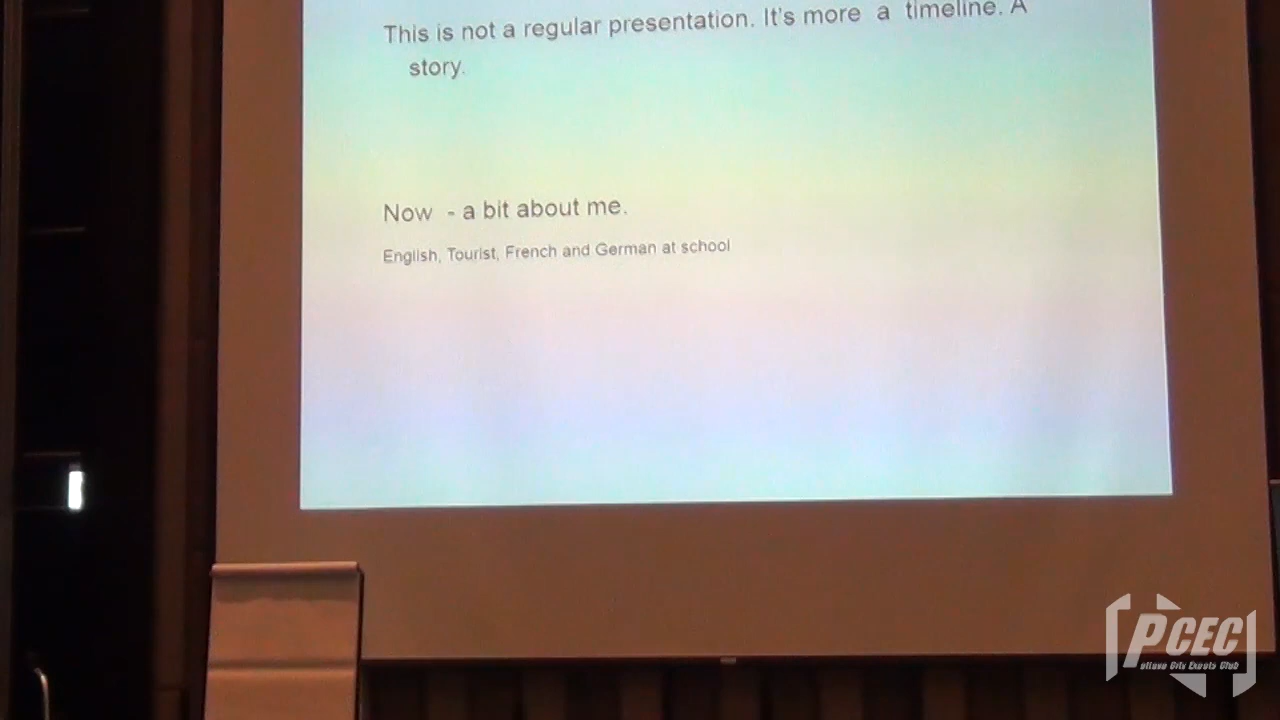 This is not a regular presentation. It's more a timeline. A
story.
Now - a bit about me.
English, Tourist, French and German at school
PCEC